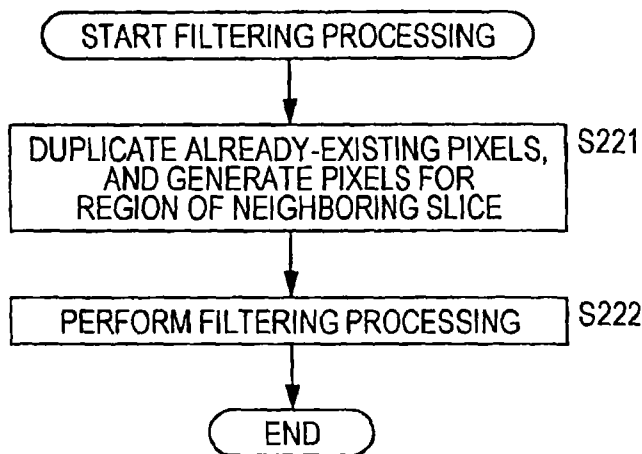 START FILTERING PROCESSING
DUPLICATE ALREADY-EXISTING PIXELS,
AND GENERATE PIXELS FOR
REGION OF NEIGHBORING SLICE
S221
PERFORM FILTERING PROCESSING
S222
END